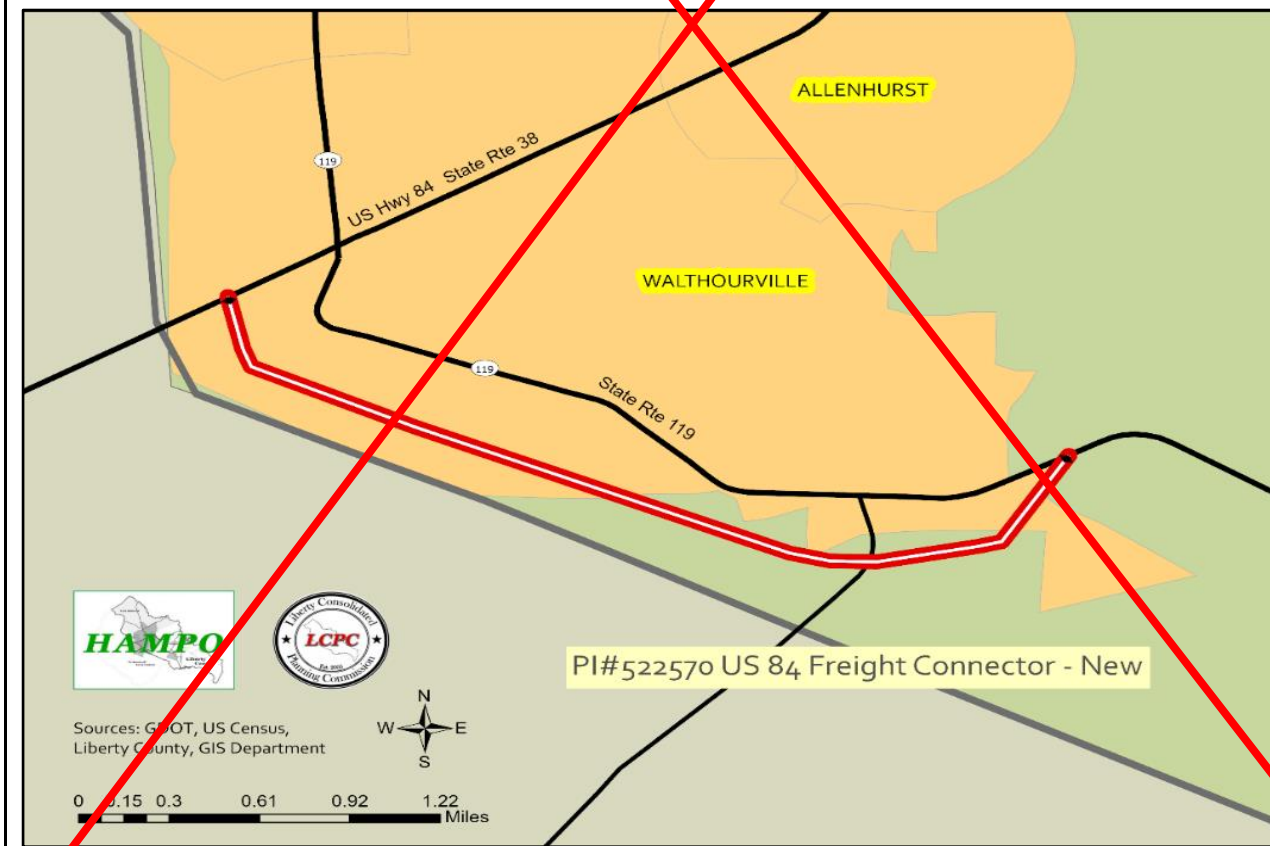 ALLENHURST
119
US Hwy 84 State Rte 38
WALTHOURVILLE
119
State Rte 119
HAMPO
Liberty Consolidated
LCPC
Planning Commission
PI#522570 US 84 Freight Connector - New
N
W E
S
Sources: GDOT, US Census,
Liberty County, GIS Department
0 0.15 0.3 0.61 0.92 1.22
Miles